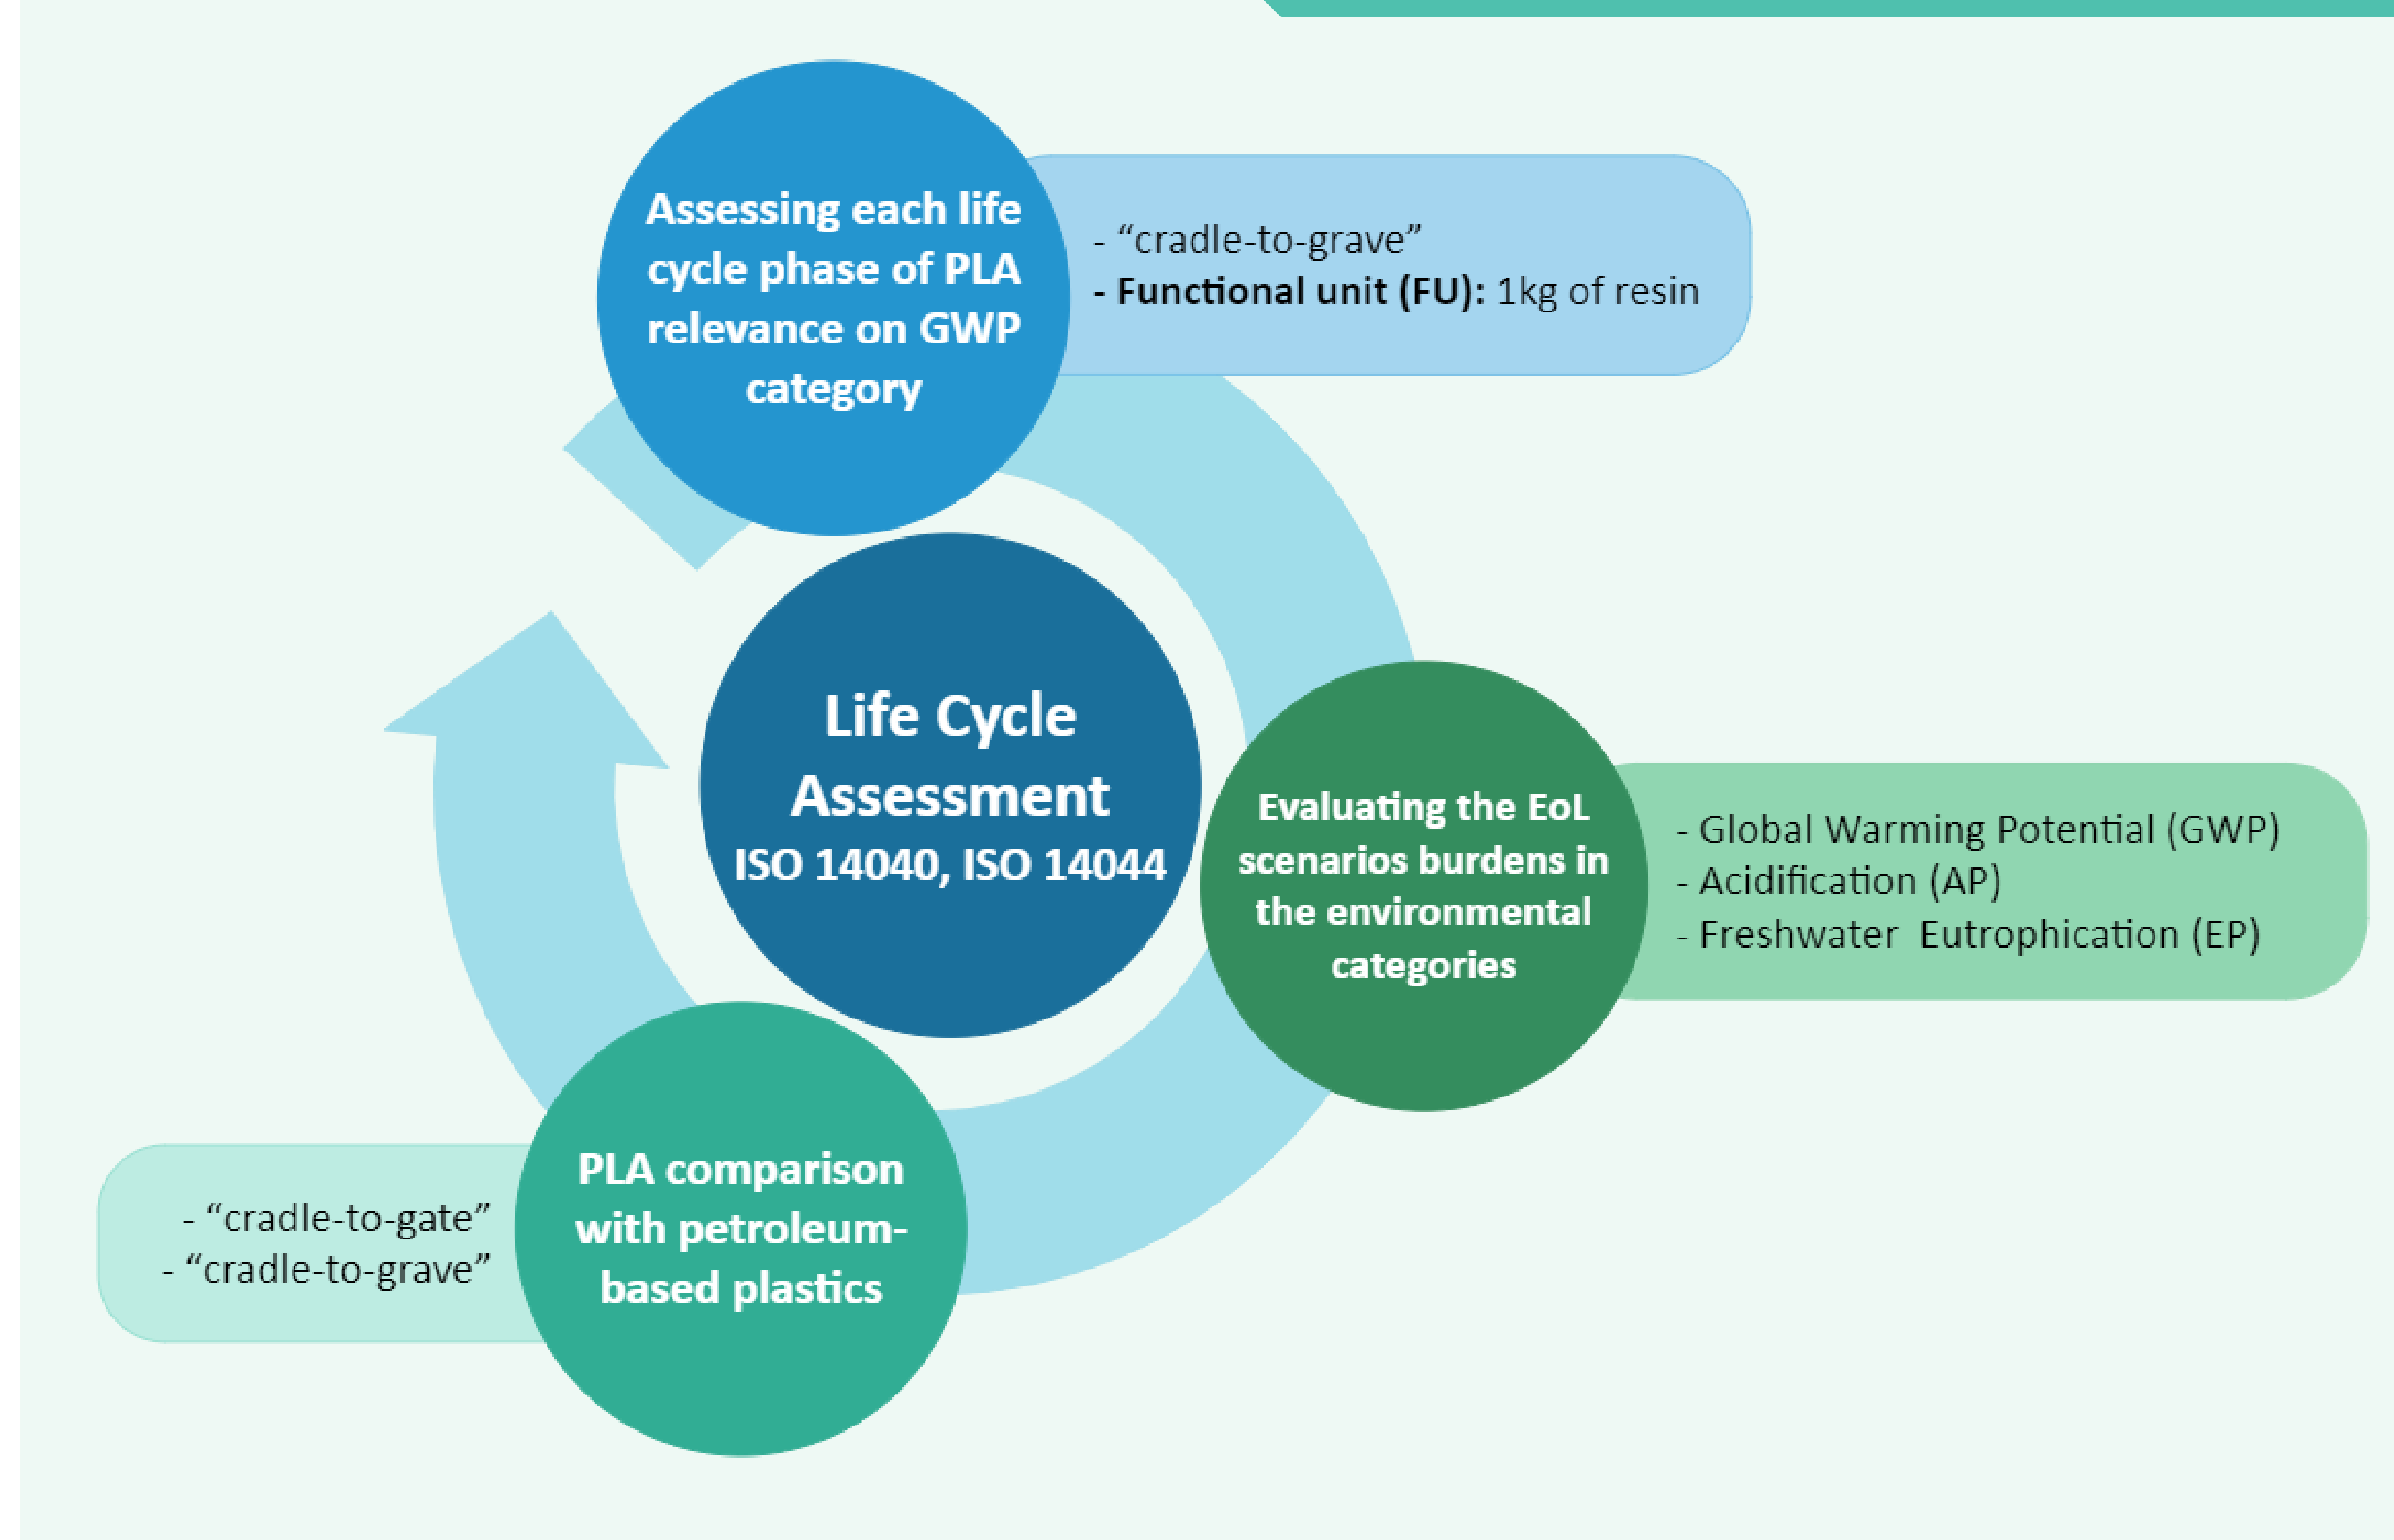 Assessing each life
cycle phase of PLA
relevance on GWP
category
- “cradle-to-grave”
- Functional unit (FU): 1kg of resin
Life Cycle
Assessment
ISO 14040, ISO 14044
Evaluating the EoL
scenarios burdens in
the environmental
categories
- Global Warming Potential (GWP)
- Acidification (AP)
- Freshwater  Eutrophication (EP)
PLA comparison
with petroleum-
based plastics
- “cradle-to-gate”
- “cradle-to-grave”